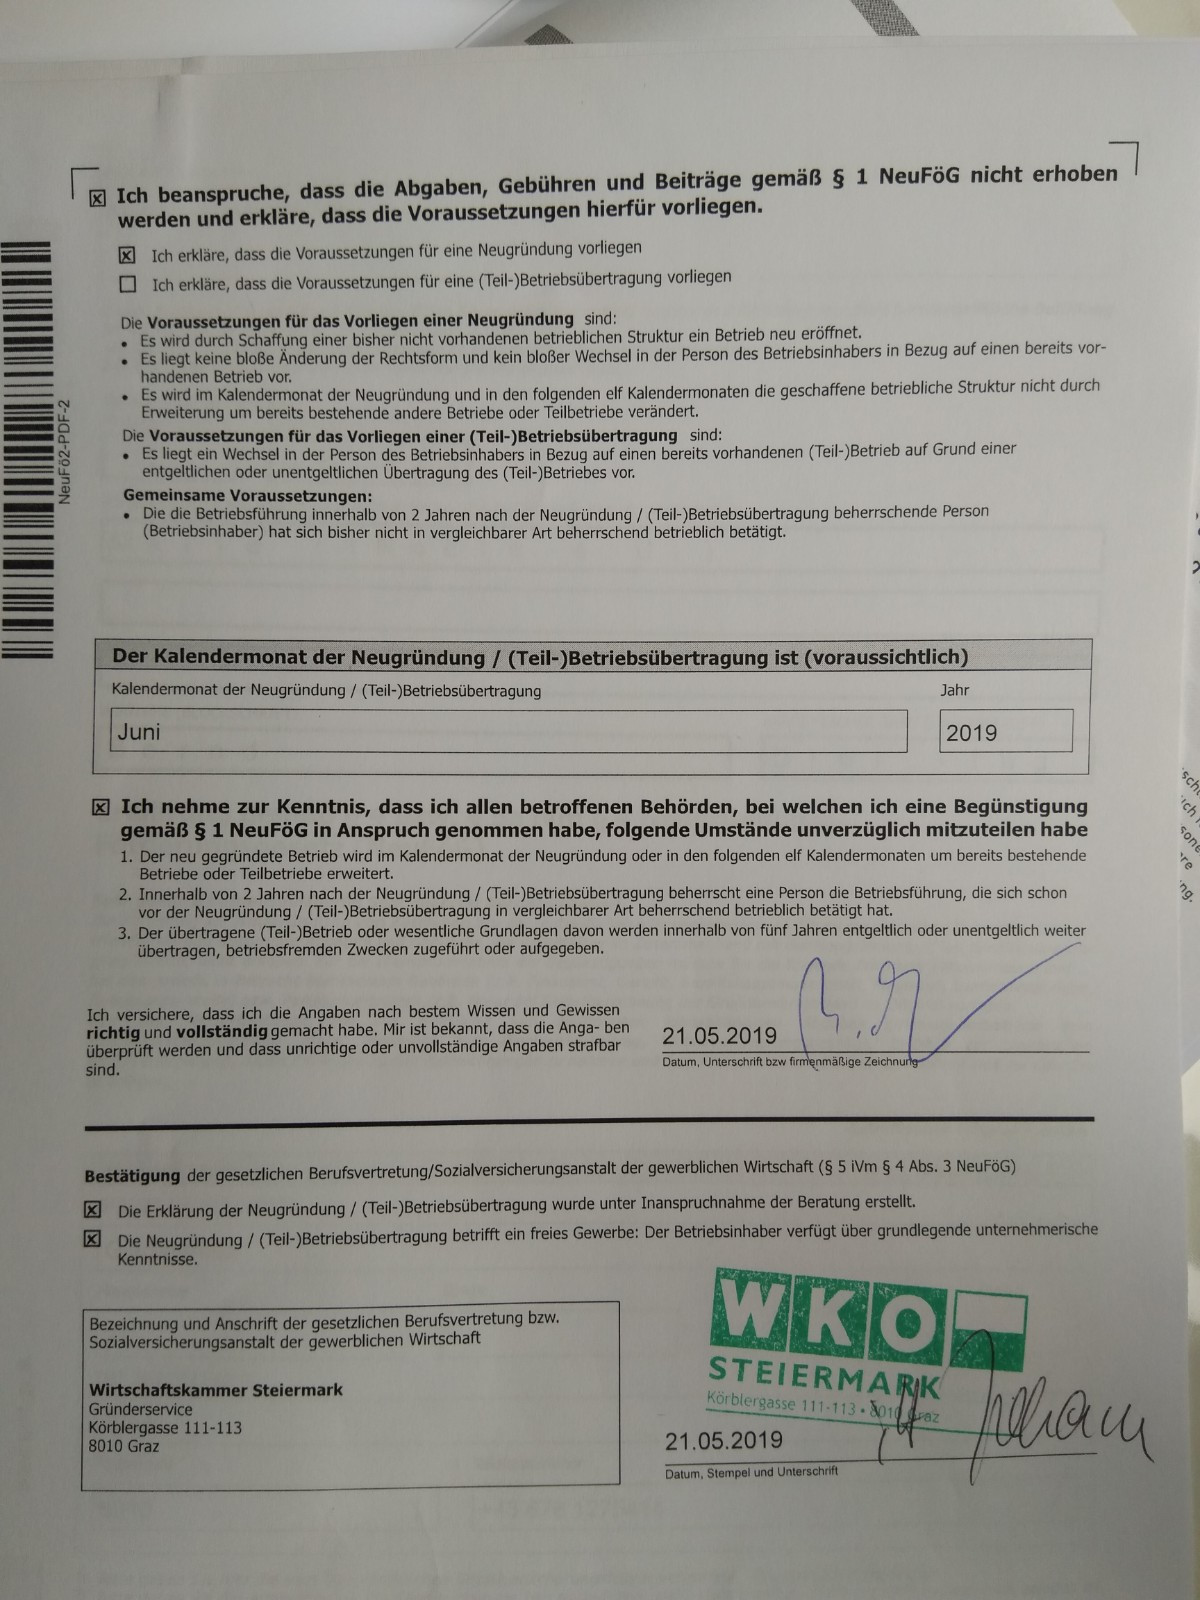 Ich beanspruche, dass die Abgaben, Gebühren und Beiträge gemäß § 1 NeuFöG nicht erhoben
werden und erkläre, dass die Voraussetzungen hierfür vorliegen.
Ich erkläre, dass die Voraussetzungen für eine Neugründung vorliegen
Ich erkläre, dass die Voraussetzungen für eine (Teil-)Betriebsübertragung vorliegen
NeuFö2-PDF-2
Die Voraussetzungen für das Vorliegen einer Neugründung sind:
• Es wird durch Schaffung einer bisher nicht vorhandenen betrieblichen Struktur ein Betrieb neu eröffnet.
• Es liegt keine bloße Änderung der Rechtsform und kein bloßer Wechsel in der Person des Betriebsinhabers in Bezug auf einen bereits vor-
handenen Betrieb vor.
• Es wird im Kalendermonat der Neugründung und in den folgenden elf Kalendermonaten die geschaffene betriebliche Struktur nicht durch
Erweiterung um bereits bestehende andere Betriebe oder Teilbetriebe verändert.
Die Voraussetzungen für das Vorliegen einer (Teil-)Betriebsübertragung sind:
• Es liegt ein Wechsel in der Person des Betriebsinhabers in Bezug auf einen bereits vorhandenen (Teil-)Betrieb auf Grund einer
entgeltlichen oder unentgeltlichen Übertragung des (Teil-)Betriebes vor.
Gemeinsame Voraussetzungen:
• Die die Betriebsführung innerhalb von 2 Jahren nach der Neugründung / (Teil-)Betriebsübertragung beherrschende Person
(Betriebsinhaber) hat sich bisher nicht in vergleichbarer Art beherrschend betrieblich betätigt.
Der Kalendermonat der Neugründung / (Teil-)Betriebsübertragung ist (voraussichtlich)
Kalendermonat der Neugründung / (Teil-)Betriebsübertragung Jahr
Juni 2019
Ich nehme zur Kenntnis, dass ich allen betroffenen Behörden, bei welchen ich eine Begünstigung
gemäß § 1 NeuFöG in Anspruch genommen habe, folgende Umstände unverzüglich mitzuteilen habe
1. Der neu gegründete Betrieb wird im Kalendermonat der Neugründung oder in den folgenden elf Kalendermonaten um bereits bestehende
Betriebe oder Teilbetriebe erweitert.
2. Innerhalb von 2 Jahren nach der Neugründung / (Teil-)Betriebsübertragung beherrscht eine Person die Betriebsführung, die sich schon
vor der Neugründung / (Teil-)Betriebsübertragung in vergleichbarer Art beherrschend betrieblich betätigt hat.
3. Der übertragene (Teil-)Betrieb oder wesentliche Grundlagen davon werden innerhalb von fünf Jahren entgeltlich oder unentgeltlich weiter
übertragen, betriebsfremden Zwecken zugeführt oder aufgegeben.
Ich versichere, dass ich die Angaben nach bestem Wissen und Gewissen
richtig und vollständig gemacht habe. Mir ist bekannt, dass die Anga- ben
überprüft werden und dass unrichtige oder unvollständige Angaben strafbar
sind.
21.05.2019
Datum, Unterschrift bzw firmenmäßige Zeichnung
Bestätigung der gesetzlichen Berufsvertretung/Sozialversicherungsanstalt der gewerblichen Wirtschaft (§ 5 iVm § 4 Abs. 3 NeuFöG)
Die Erklärung der Neugründung / (Teil-)Betriebsübertragung wurde unter Inanspruchnahme der Beratung erstellt.
Die Neugründung / (Teil-)Betriebsübertragung betrifft ein freies Gewerbe: Der Betriebsinhaber verfügt über grundlegende unternehmerische
Kenntnisse.
Bezeichnung und Anschrift der gesetzlichen Berufsvertretung bzw.
Sozialversicherungsanstalt der gewerblichen Wirtschaft
Wirtschaftskammer Steiermark
Gründerservice
Körblergasse 111-113
8010 Graz
WKO
STEIERMARK
Körblergasse 111-113 • 8010 Graz
21.05.2019
Datum, Stempel und Unterschrift